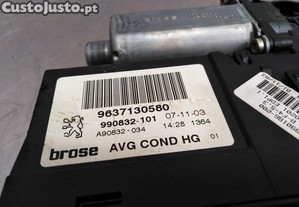 CustoJusto.pt
9637130580
990832-101 07-11-03
A90832-034 14:28 1364
brose AVG COND HG 01